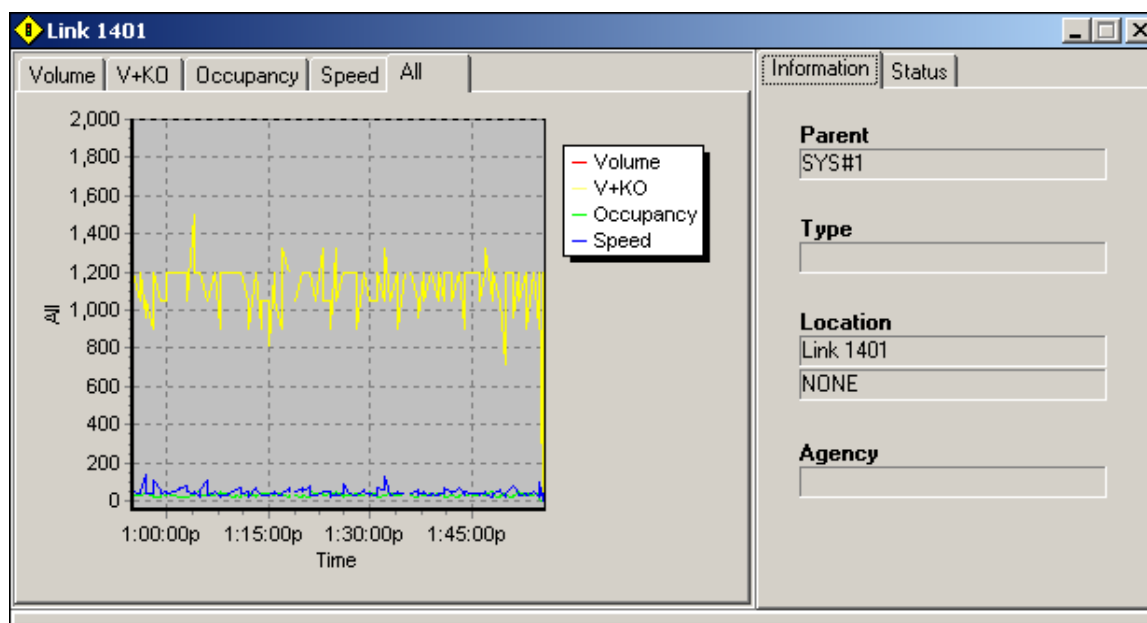 Link 1401
Volume V+KO Occupancy Speed All
2,000
1,800
1,600
1,400
1,200
1,000
800
600
400
200
0
All
1:00:00p 1:15:00p 1:30:00p 1:45:00p
Time
Volume
V+KO
Occupancy
Speed
Information Status
Parent
SYS#1
Type
Location
Link 1401
NONE
Agency